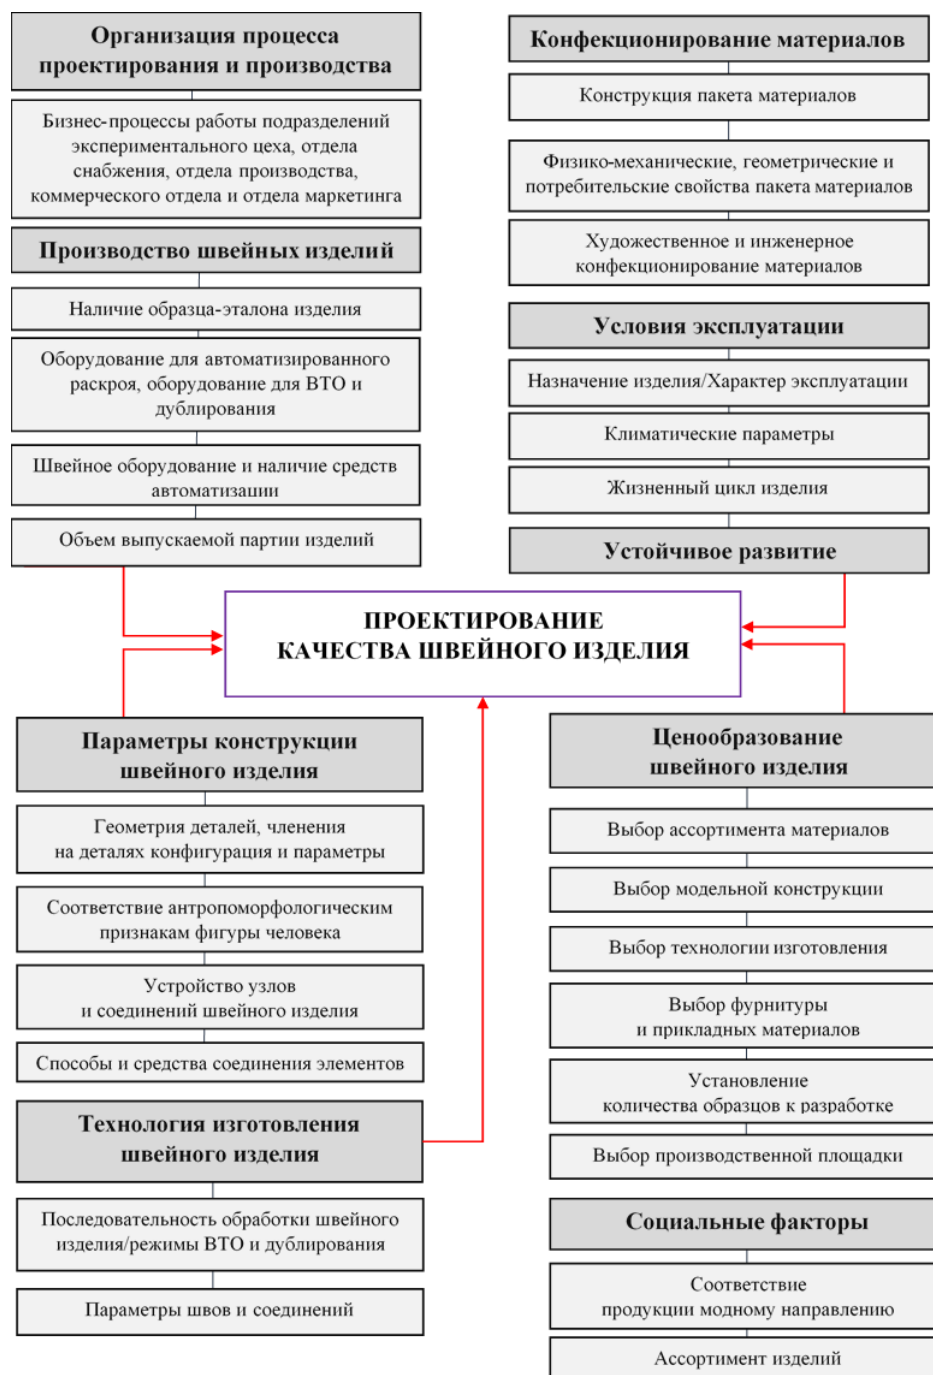 Организация процесса
проектирования и производства
Бизнес-процессы работы подразделений
экспериментального цеха, отдела
снабжения, отдела производства,
коммерческого отдела и отдела маркетинга
Производство швейных изделий
Наличие образца-эталона изделия
Оборудование для автоматизированного
раскроя, оборудование для ВТО и
дублирования
Швейное оборудование и наличие средств
автоматизации
Объем выпускаемой партии изделий
Конфекционирование материалов
Конструкция пакета материалов
Физико-механические, геометрические и
потребительские свойства пакета материалов
Художественное и инженерное
конфекционирование материалов
Условия эксплуатации
Назначение изделия/Характер эксплуатации
Климатические параметры
Жизненный цикл изделия
Устойчивое развитие
ПРОЕКТИРОВАНИЕ
КАЧЕСТВА ШВЕЙНОГО ИЗДЕЛИЯ
Параметры конструкции
швейного изделия
Геометрия деталей, членения
на деталях конфигурация и параметры
Соответствие антропоморфологическим
признакам фигуры человека
Устройство узлов
и соединений швейного изделия
Способы и средства соединения элементов
Технология изготовления
швейного изделия
Последовательность обработки швейного
изделия/режимы ВТО и дублирования
Параметры швов и соединений
Ценообразование
швейного изделия
Выбор ассортимента материалов
Выбор модельной конструкции
Выбор технологии изготовления
Выбор фурнитуры
и прикладных материалов
Установление
количества образцов к разработке
Выбор производственной площадки
Социальные факторы
Соответствие
продукции модному направлению
Ассортимент изделий